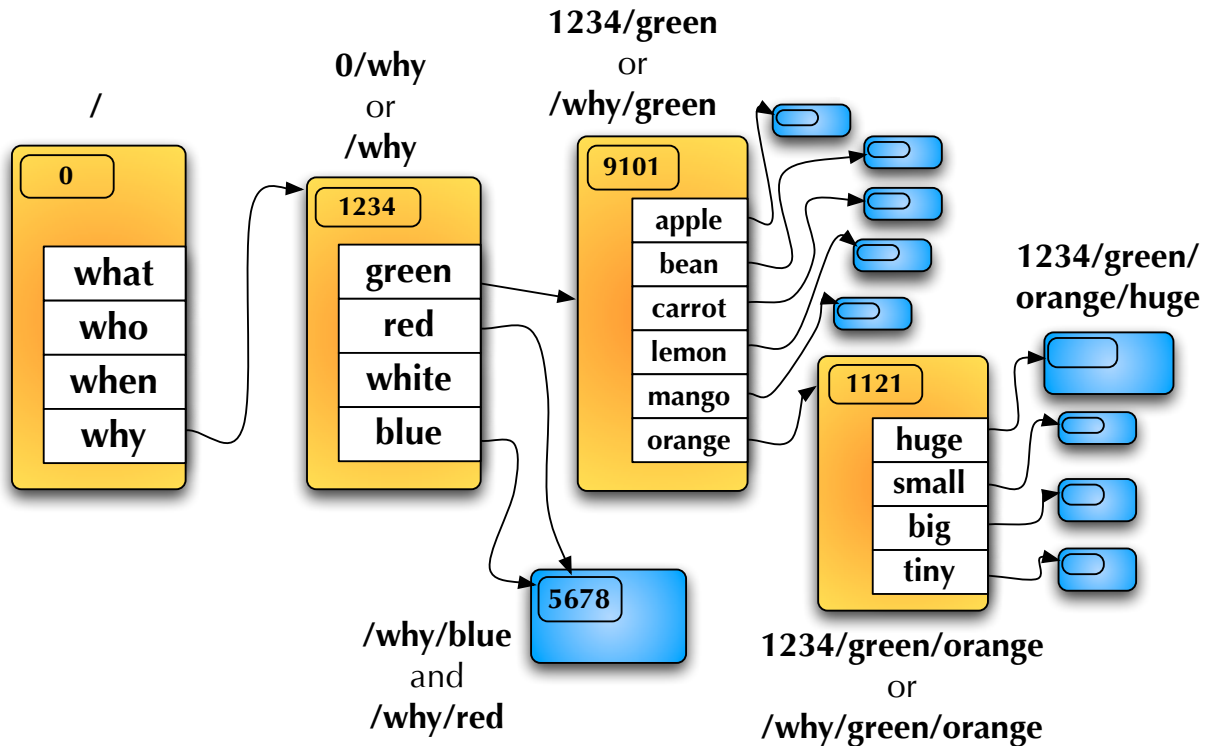 /
0
what
who
when
why
0/why
or
/why
1234
green
red
white
blue
1234/green
or
/why/green
9101
apple
bean
carrot
lemon
mango
orange
5678
/why/blue
and
/why/red
1234/green/
orange/huge
1121
huge
small
big
tiny
1234/green/orange
or
/why/green/orange